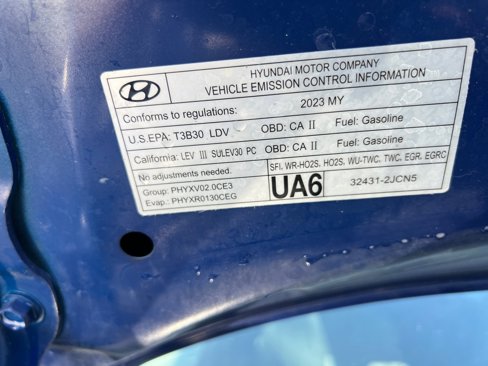 HYUNDAI MOTOR COMPANY
VEHICLE EMISSION CONTROL INFORMATION
Conforms to regulations: 2023 MY
U.S.EPA: T3B30 LDV OBD: CA II Fuel: Gasoline
California: LEV III SULEV30 PC OBD: CA II Fuel: Gasoline
No adjustments needed. SFI, WR-HO2S, HO2S, WU-TWC, TWC, EGR, EGRC
Group: PHYXV02.0CE3
Evap.: PHYXR0130CEG
UA6 32431-2JCN5